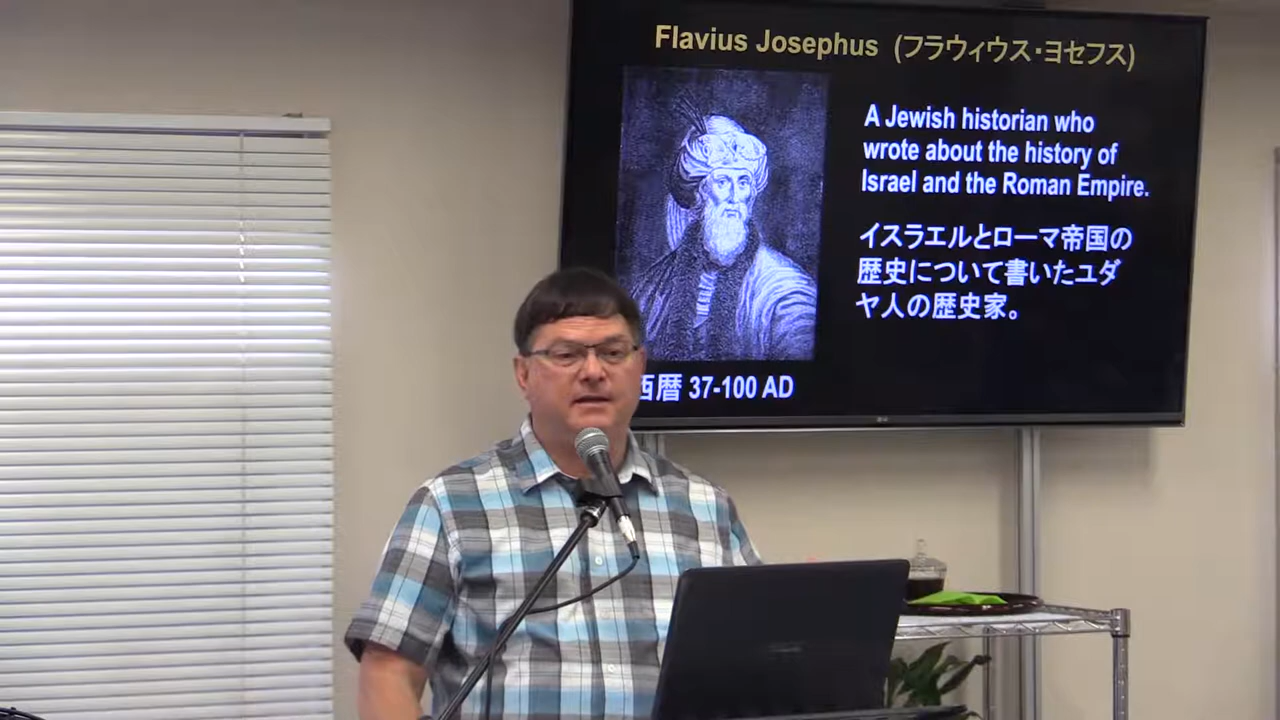 Flavius Josephus (フラウィウス・ヨセフス)
A Jewish historian who
wrote about the history of
Israel and the Roman Empire.
イスラエルとローマ帝国の
歴史について書いたユダ
ヤ人の歴史家。
西暦 37-100 AD
LG